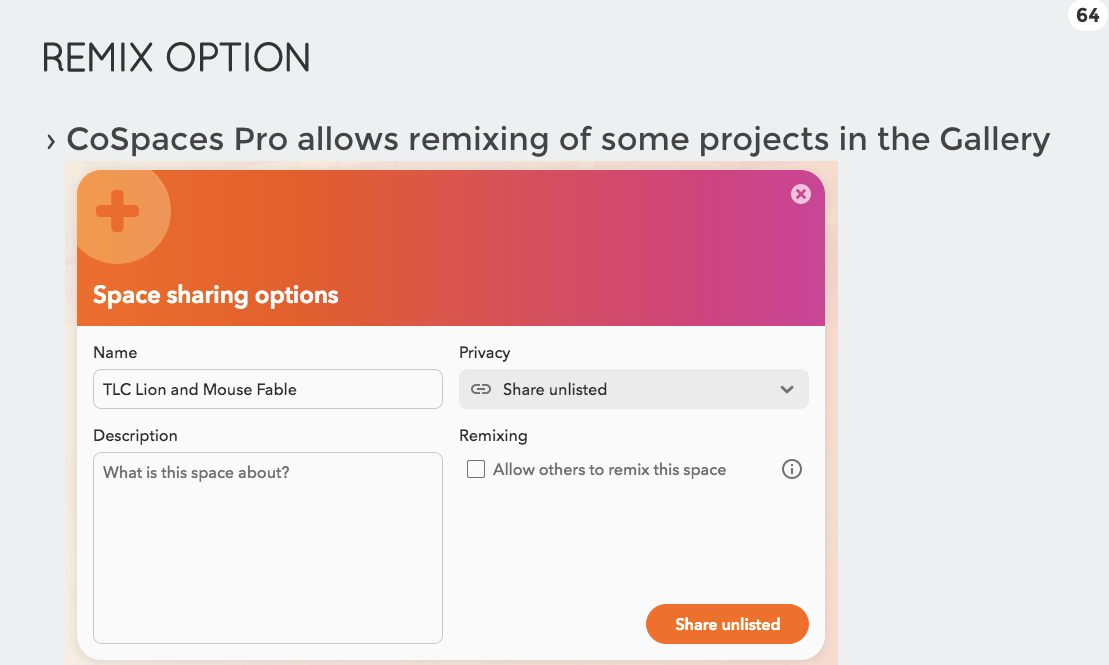 64
REMIX OPTION
› CoSpaces Pro allows remixing of some projects in the Gallery
Space sharing options
Name
TLC Lion and Mouse Fable
Privacy
Share unlisted
Description
What is this space about?
Remixing
Allow others to remix this space
Share unlisted